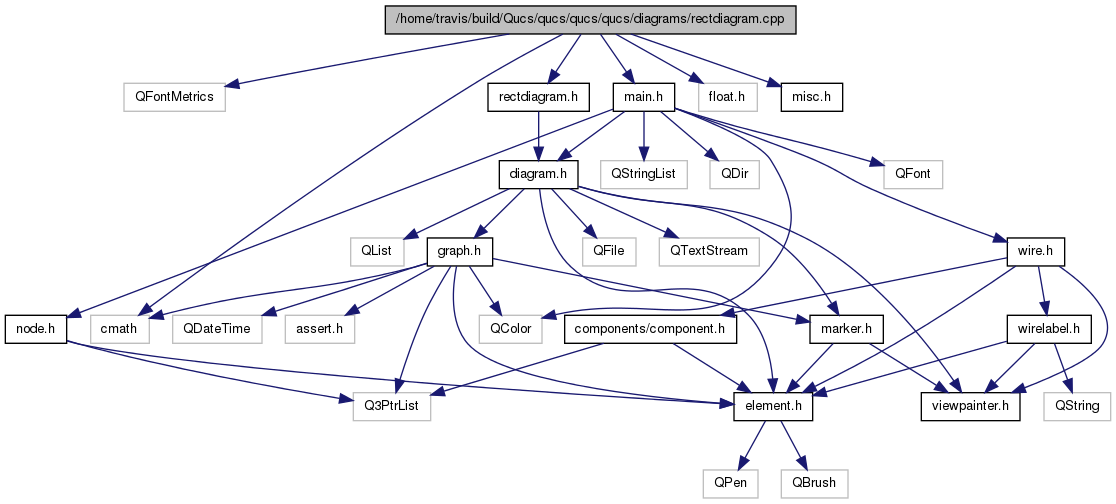 /home/travis/build/Qucs/qucs/qucs/qucs/diagrams/rectdiagram.cpp
QFontMetrics
rectdiagram.h
main.h
float.h
misc.h
diagram.h
QStringList
QDir
QFont
QList
graph.h
QFile
QTextStream
wire.h
node.h
cmath
QDateTime
assert.h
QColor
components/component.h
marker.h
wirelabel.h
Q3PtrList
element.h
viewpainter.h
QString
QPen
QBrush